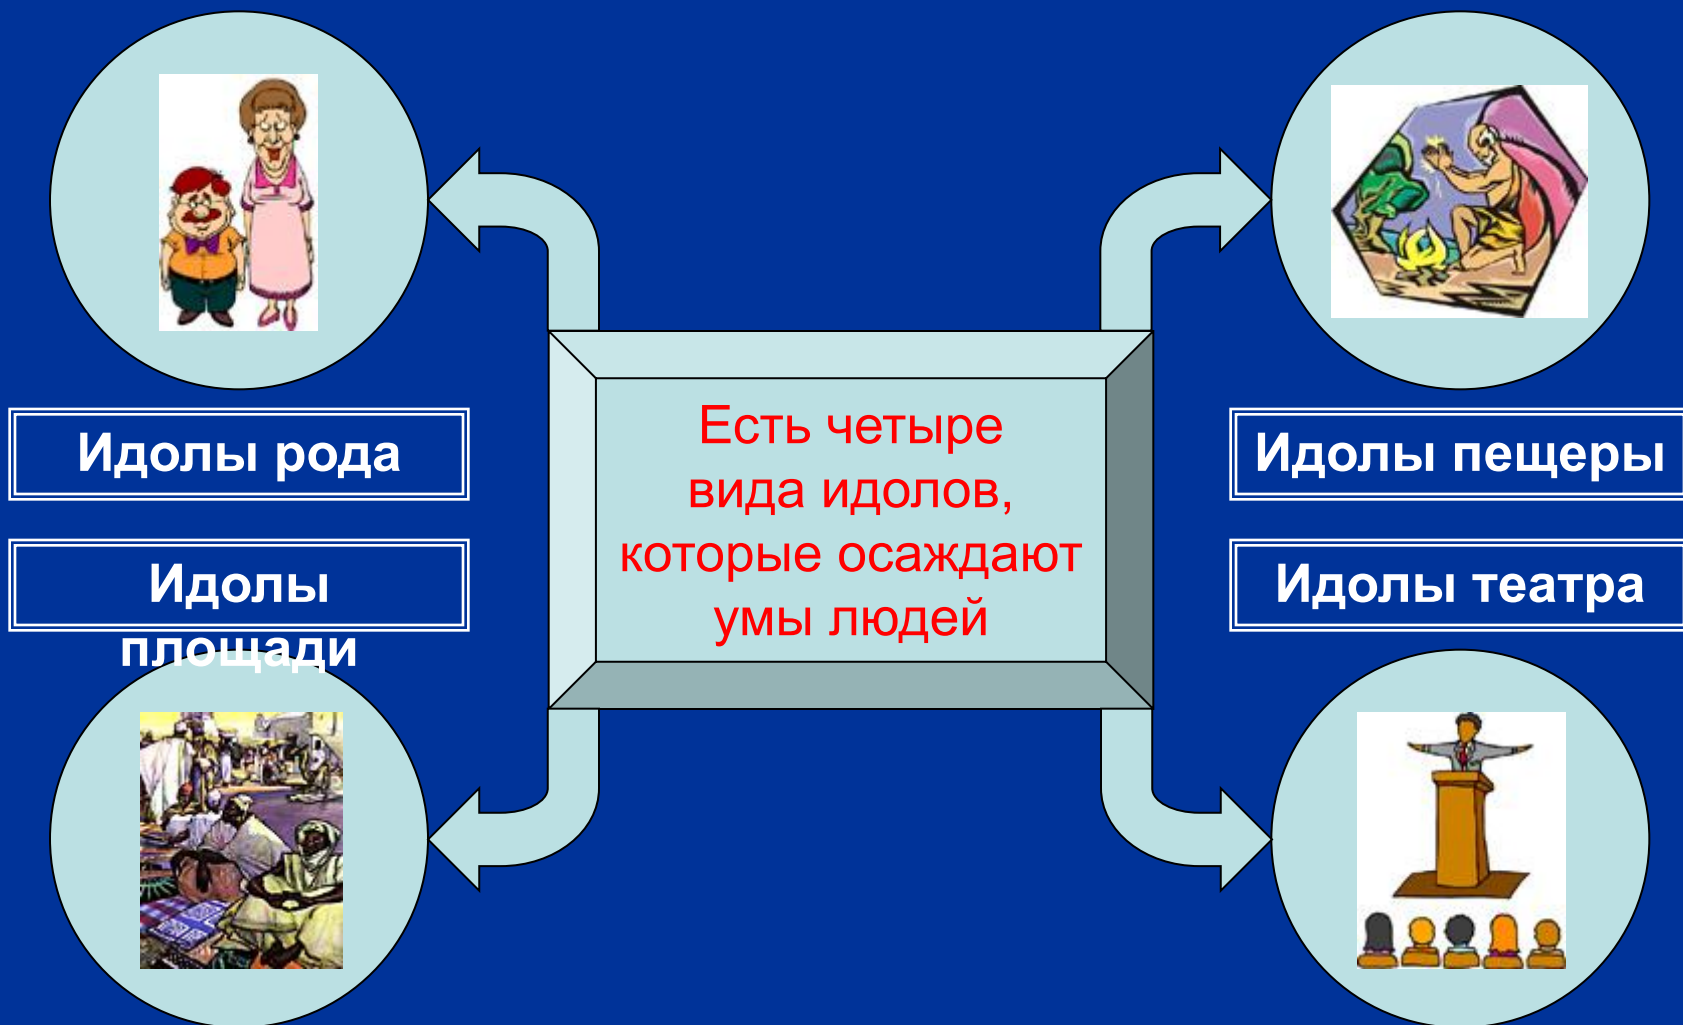 Идолы рода
Идолы
площади
Есть четыре
вида идолов,
которые осаждают
умы людей
Идолы пещеры
Идолы театра